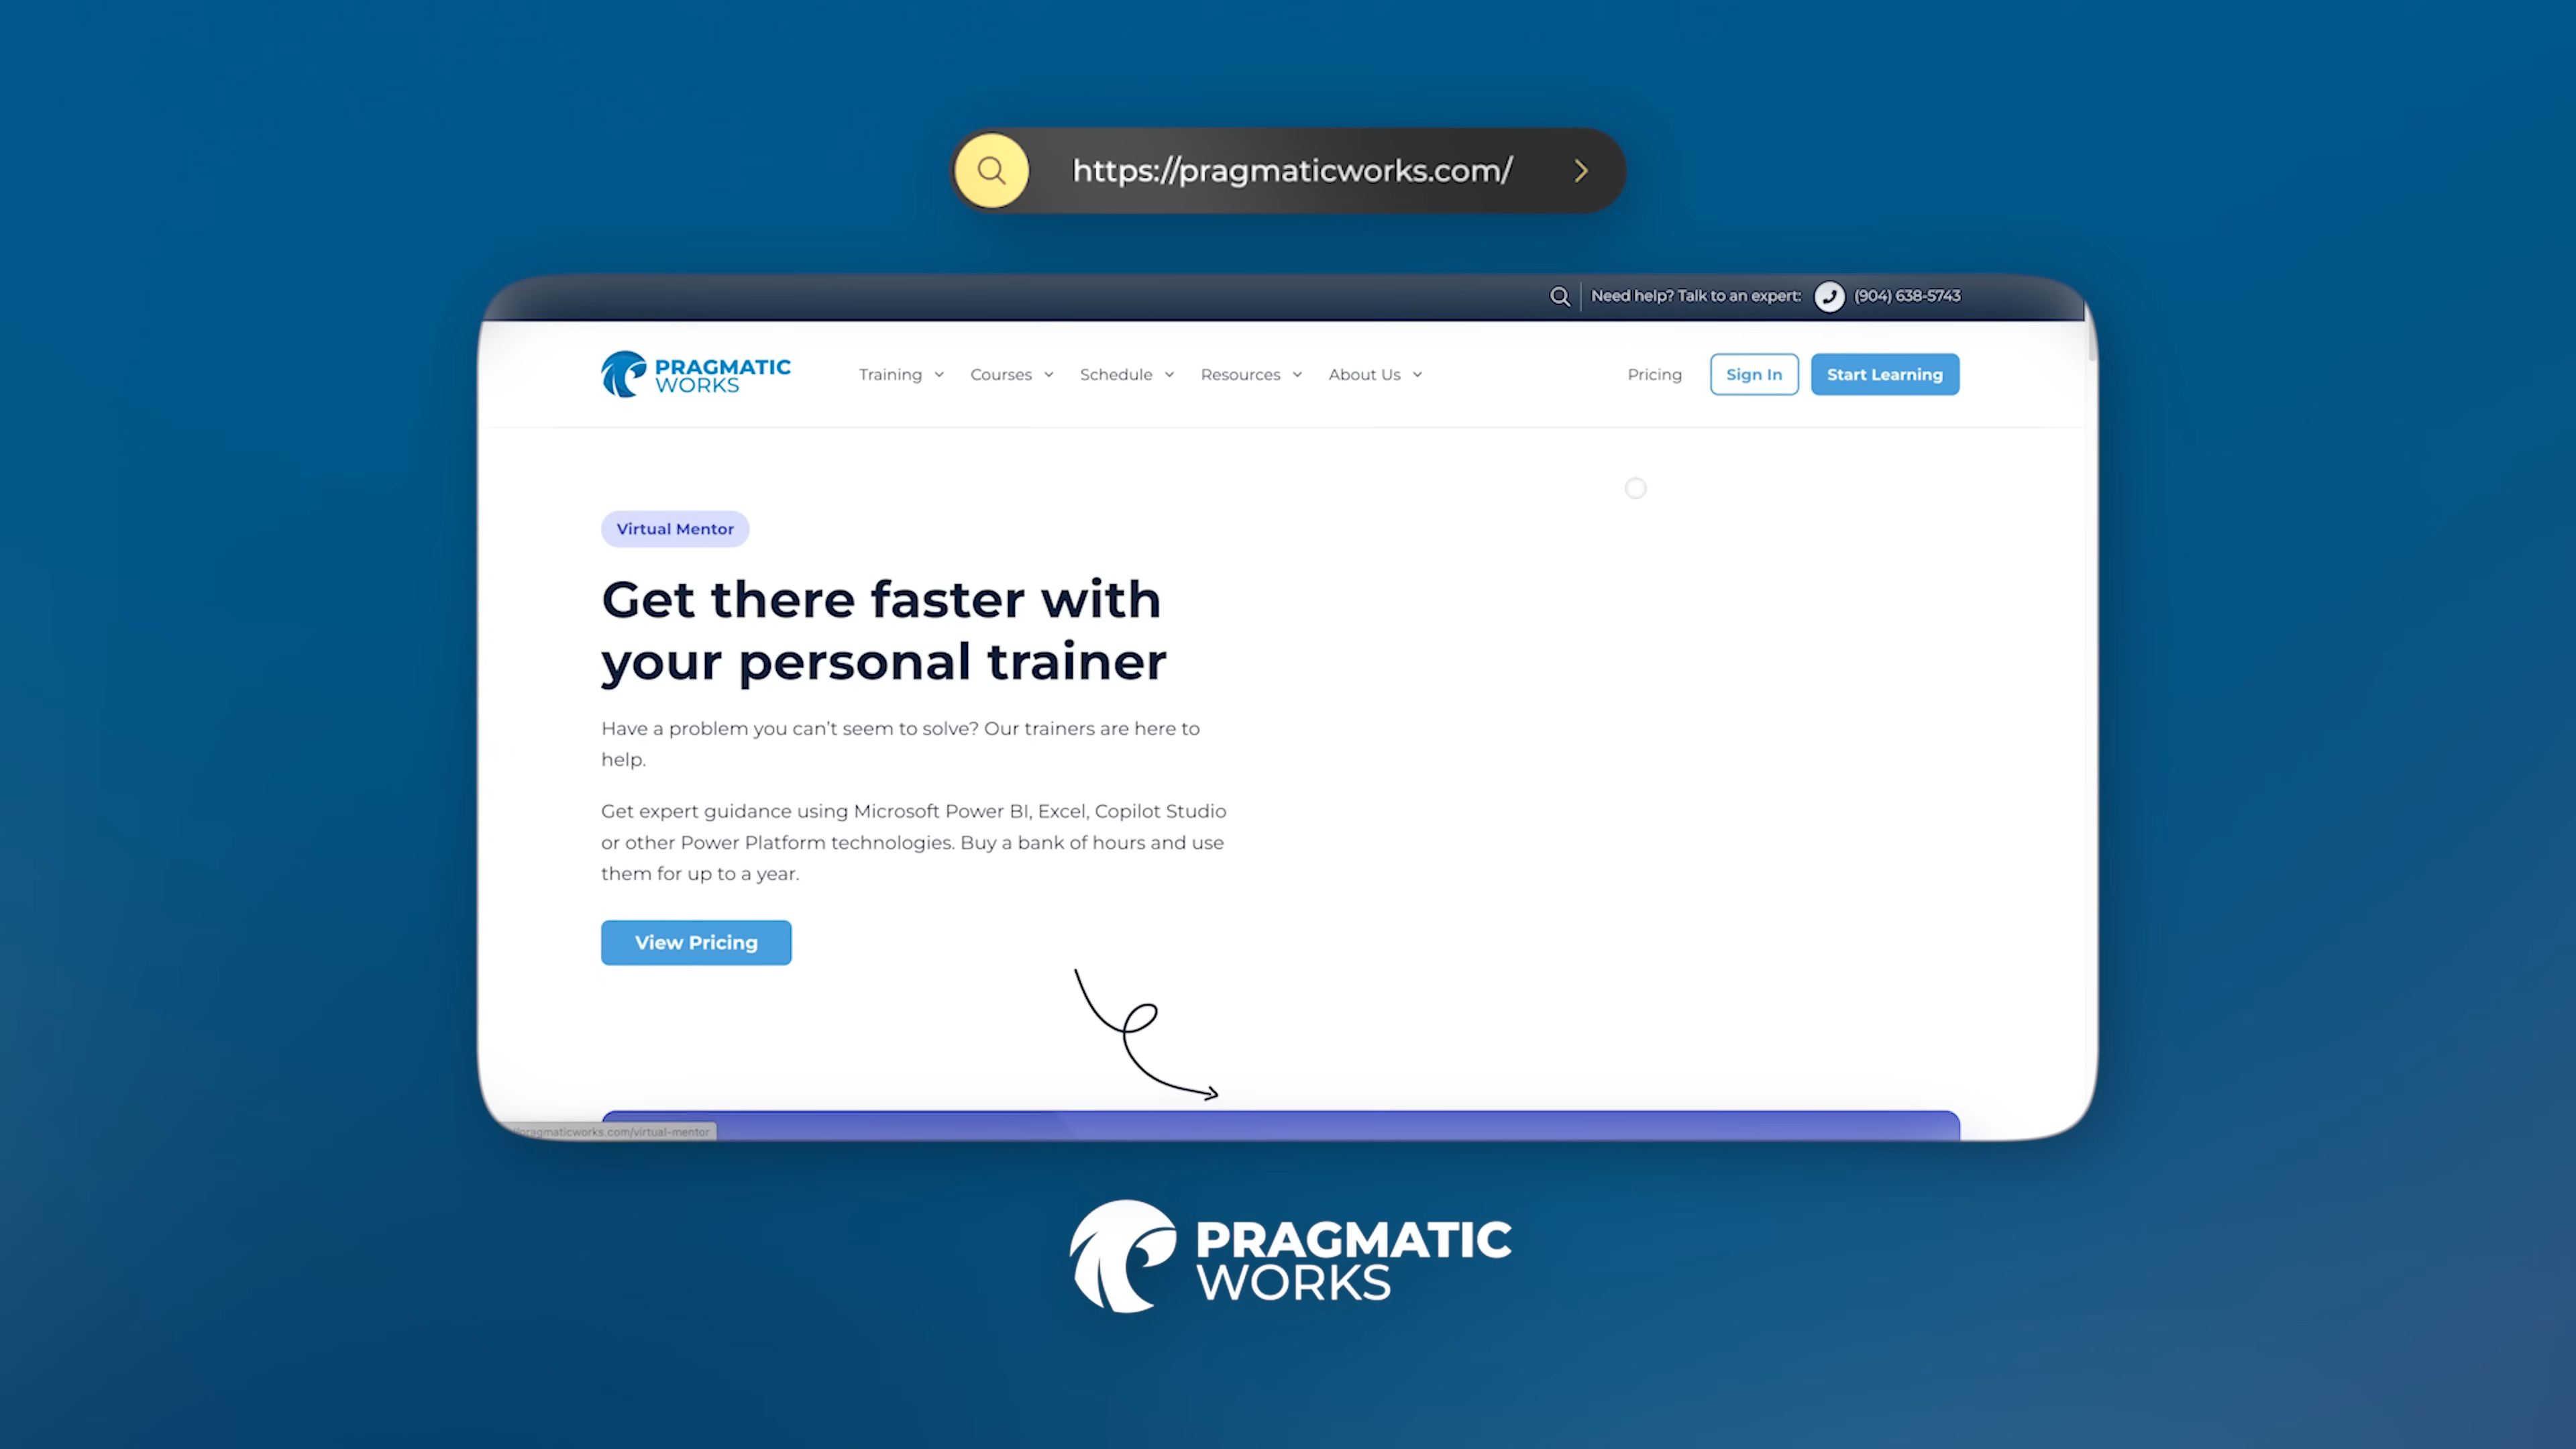 https://pragmaticworks.com/
Need help? Talk to an expert: (904) 638-5743
PRAGMATIC
WORKS
Training
Courses
Schedule
Resources
About Us
Pricing
Sign In
Start Learning
Virtual Mentor
Get there faster with
your personal trainer
Have a problem you can’t seem to solve? Our trainers are here to
help.
Get expert guidance using Microsoft Power BI, Excel, Copilot Studio
or other Power Platform technologies. Buy a bank of hours and use
them for up to a year.
View Pricing
pragmaticworks.com/virtual-mentor
PRAGMATIC
WORKS